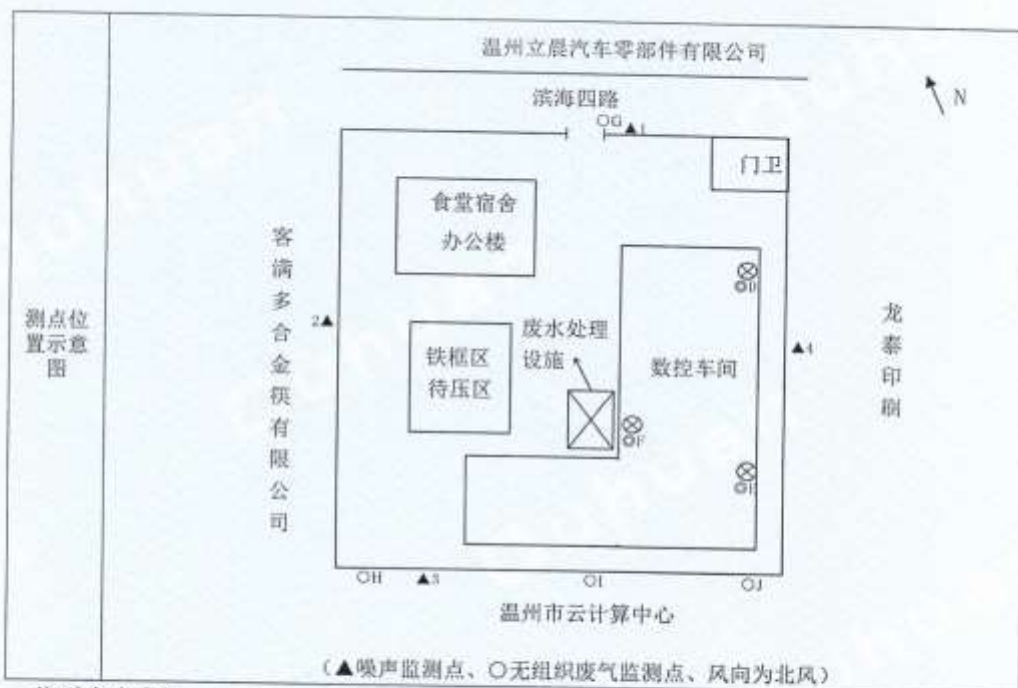 温州立晨汽车零部件有限公司
滨海四路
N
○G ▲1
门卫
食堂宿舍
办公楼
客满多合金筷有限公司
测点位
置示意
图
2▲
铁框区
待压区
废水处理
设施
数控车间
◎D
▲4
龙泰印刷
◎F
◎E
○H ▲3 ○I ○J
温州市云计算中心
(▲噪声监测点、○无组织废气监测点、风向为北风)